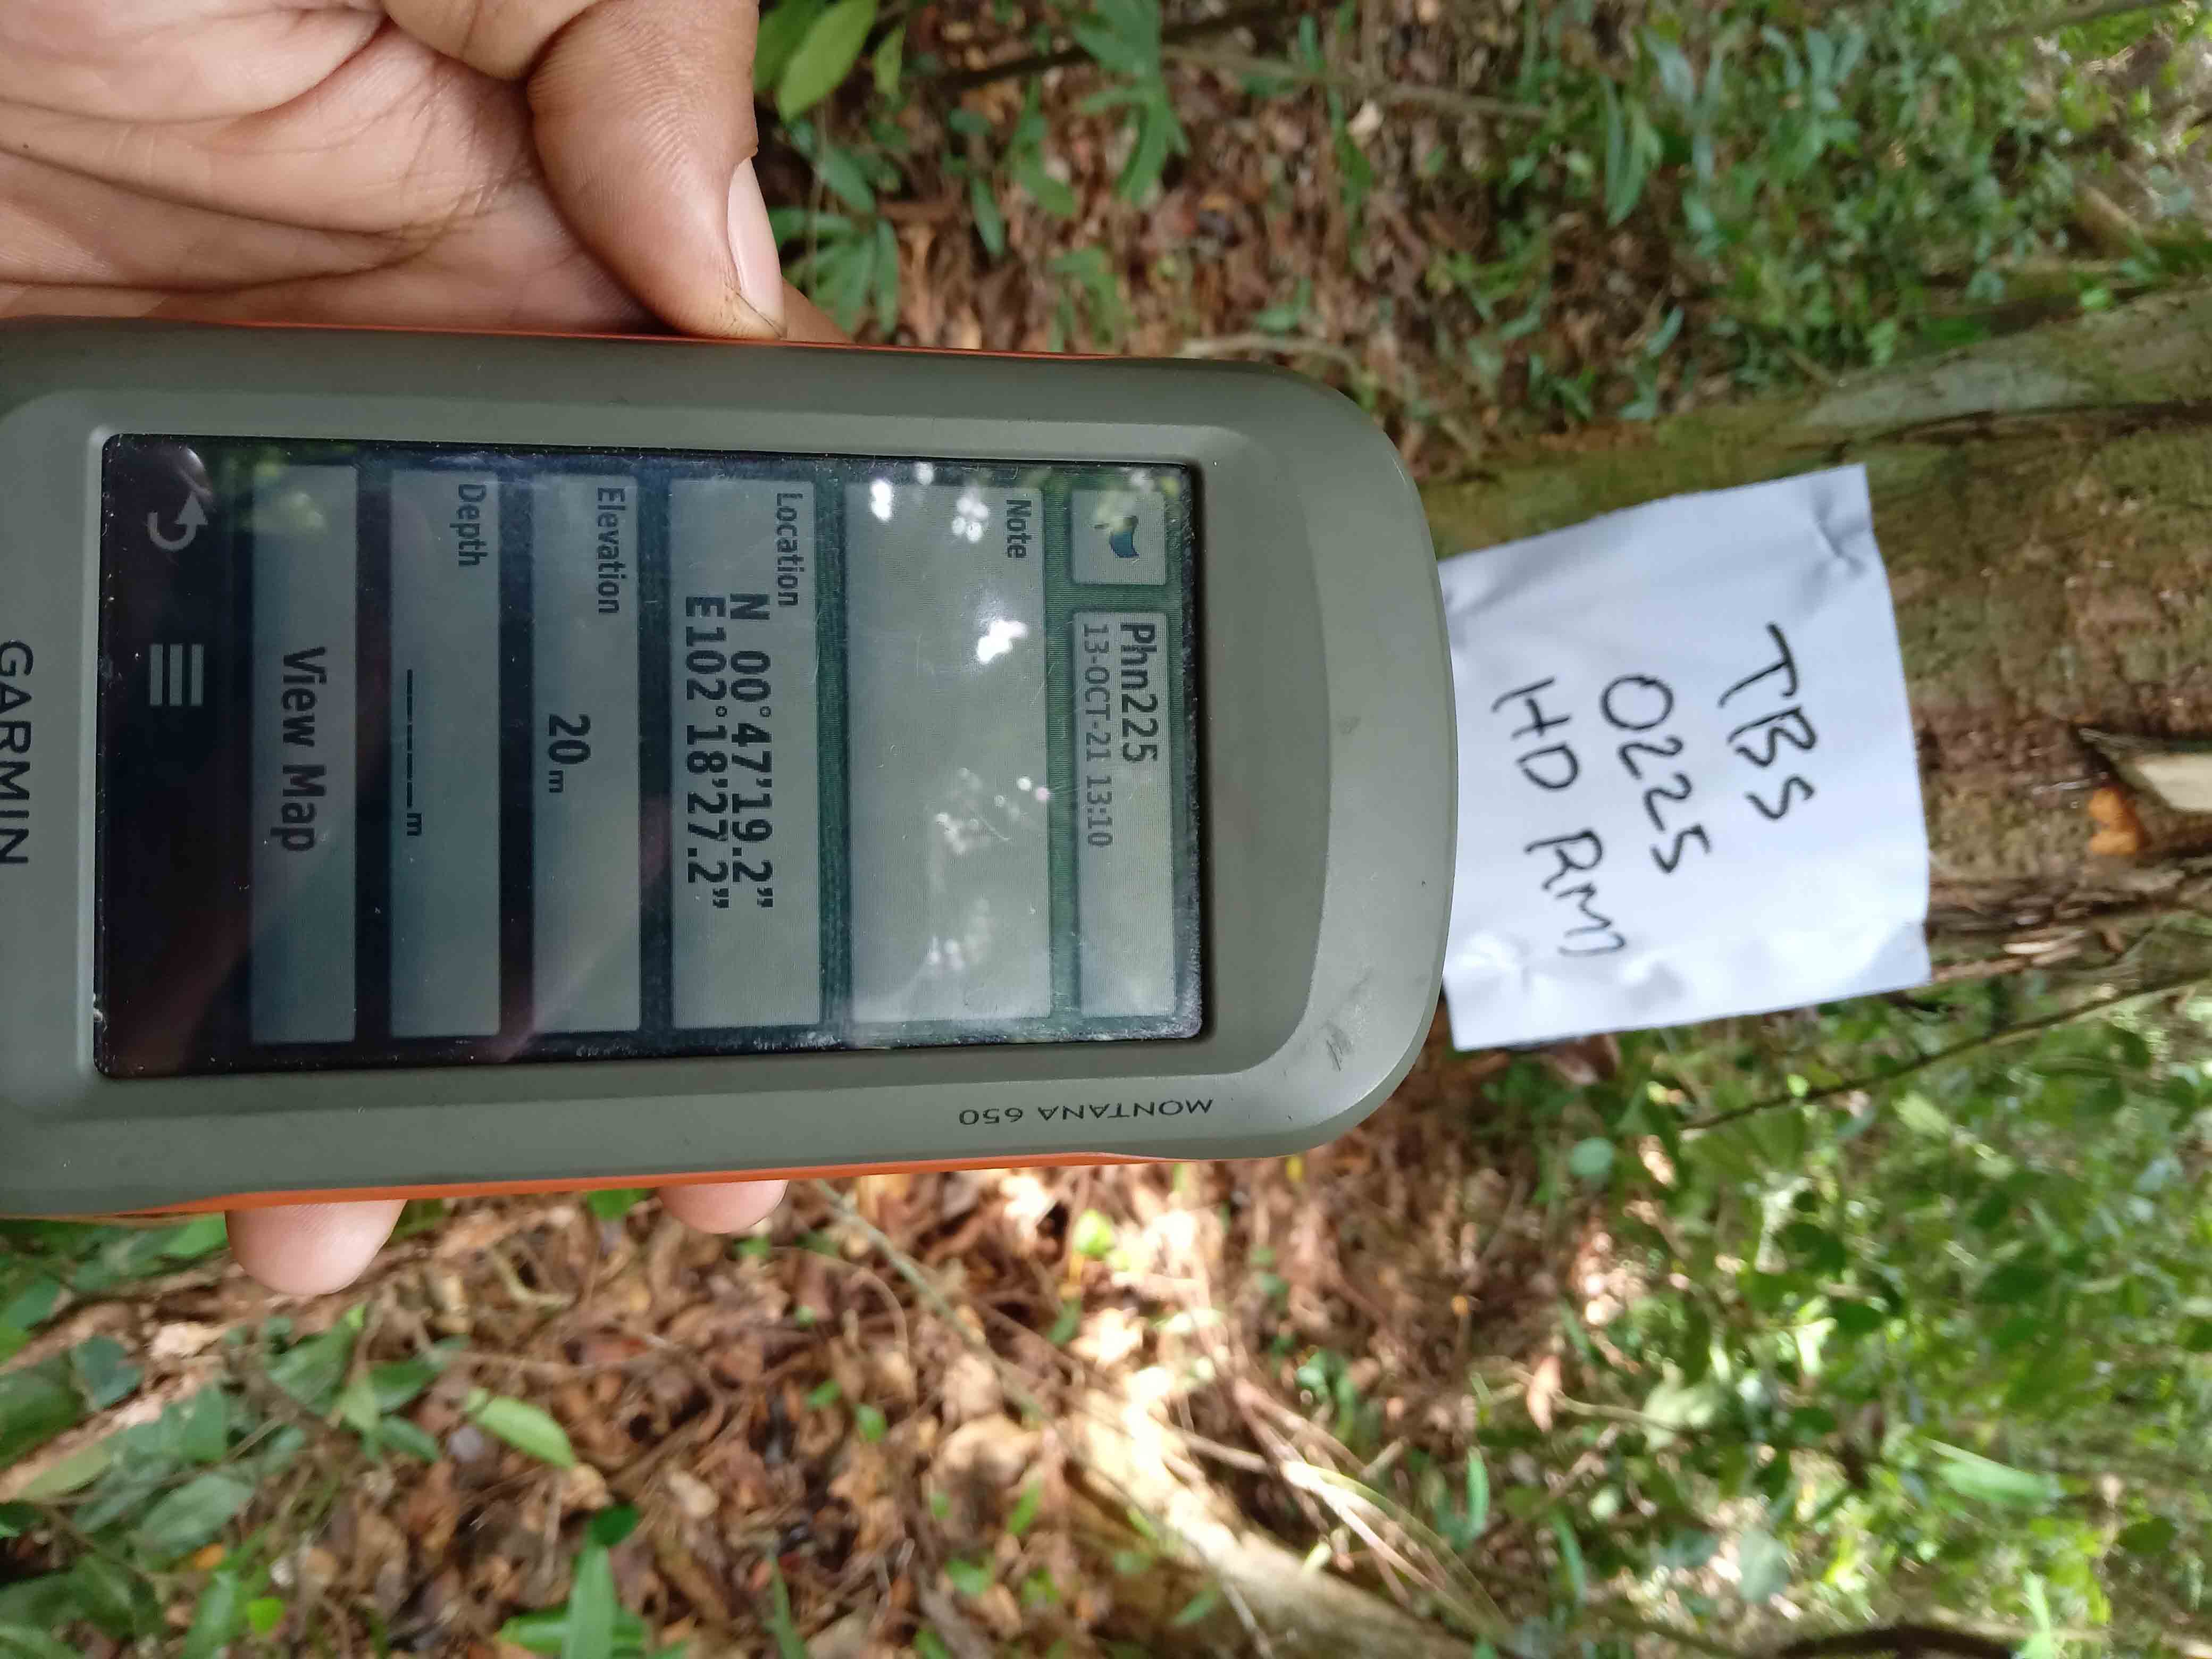 TBS
0225
HD RMJ
MONTANA 650
Phn225
13-OCT-21 13:10
Note
Location
N 00°47'19.2"
E102°18'27.2"
Elevation
20m
Depth
_____m
View Map
GARMIN